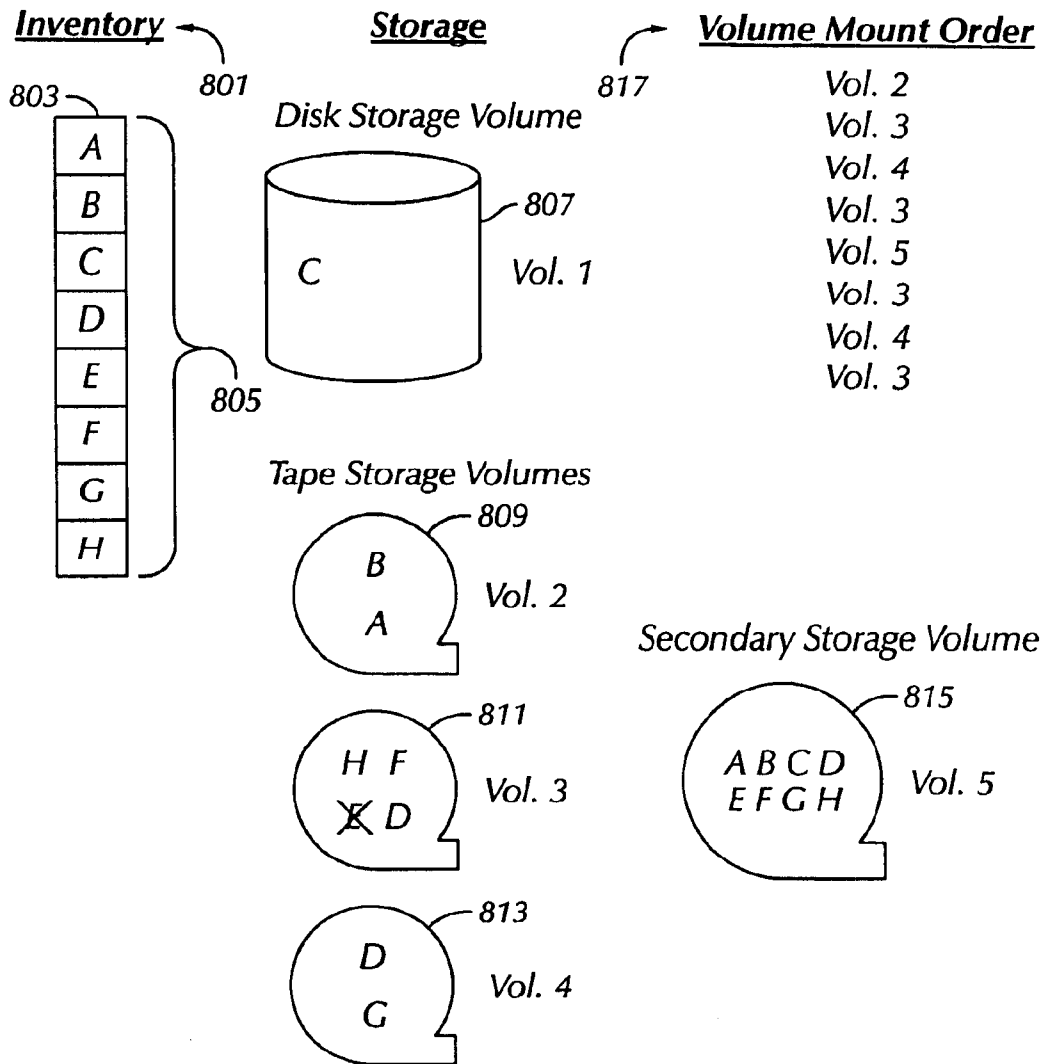 Inventory
801
803
A
B
C
D
E
F
G
H
805
Storage
Disk Storage Volume
807
C
Vol. 1
Tape Storage Volumes
809
B
A
Vol. 2
811
H F
E D
Vol. 3
813
D
G
Vol. 4
817
Volume Mount Order
Vol. 2
Vol. 3
Vol. 4
Vol. 3
Vol. 5
Vol. 3
Vol. 4
Vol. 3
Secondary Storage Volume
815
A B C D
E F G H
Vol. 5